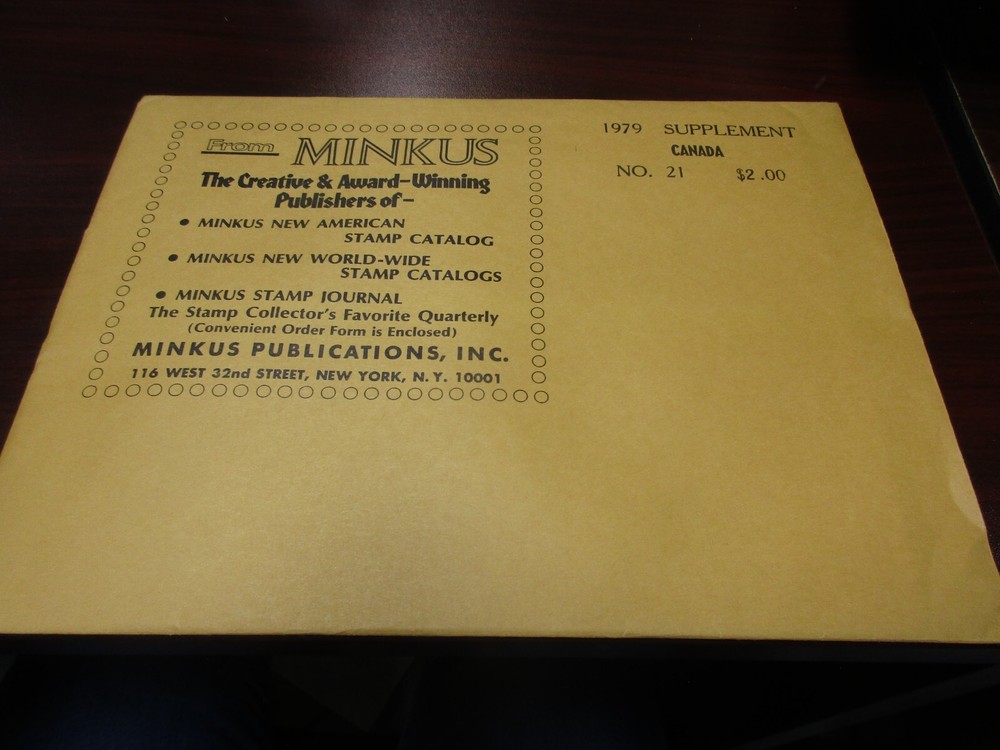 From MINKUS
The Creative & Award-Winning
Publishers of-
• MINKUS NEW AMERICAN
STAMP CATALOG
• MINKUS NEW WORLD-WIDE
STAMP CATALOGS
• MINKUS STAMP JOURNAL
The Stamp Collector's Favorite Quarterly
(Convenient Order Form is Enclosed)
MINKUS PUBLICATIONS, INC.
116 WEST 32nd STREET, NEW YORK, N.Y. 10001
1979 SUPPLEMENT
CANADA
NO. 21 $2.00